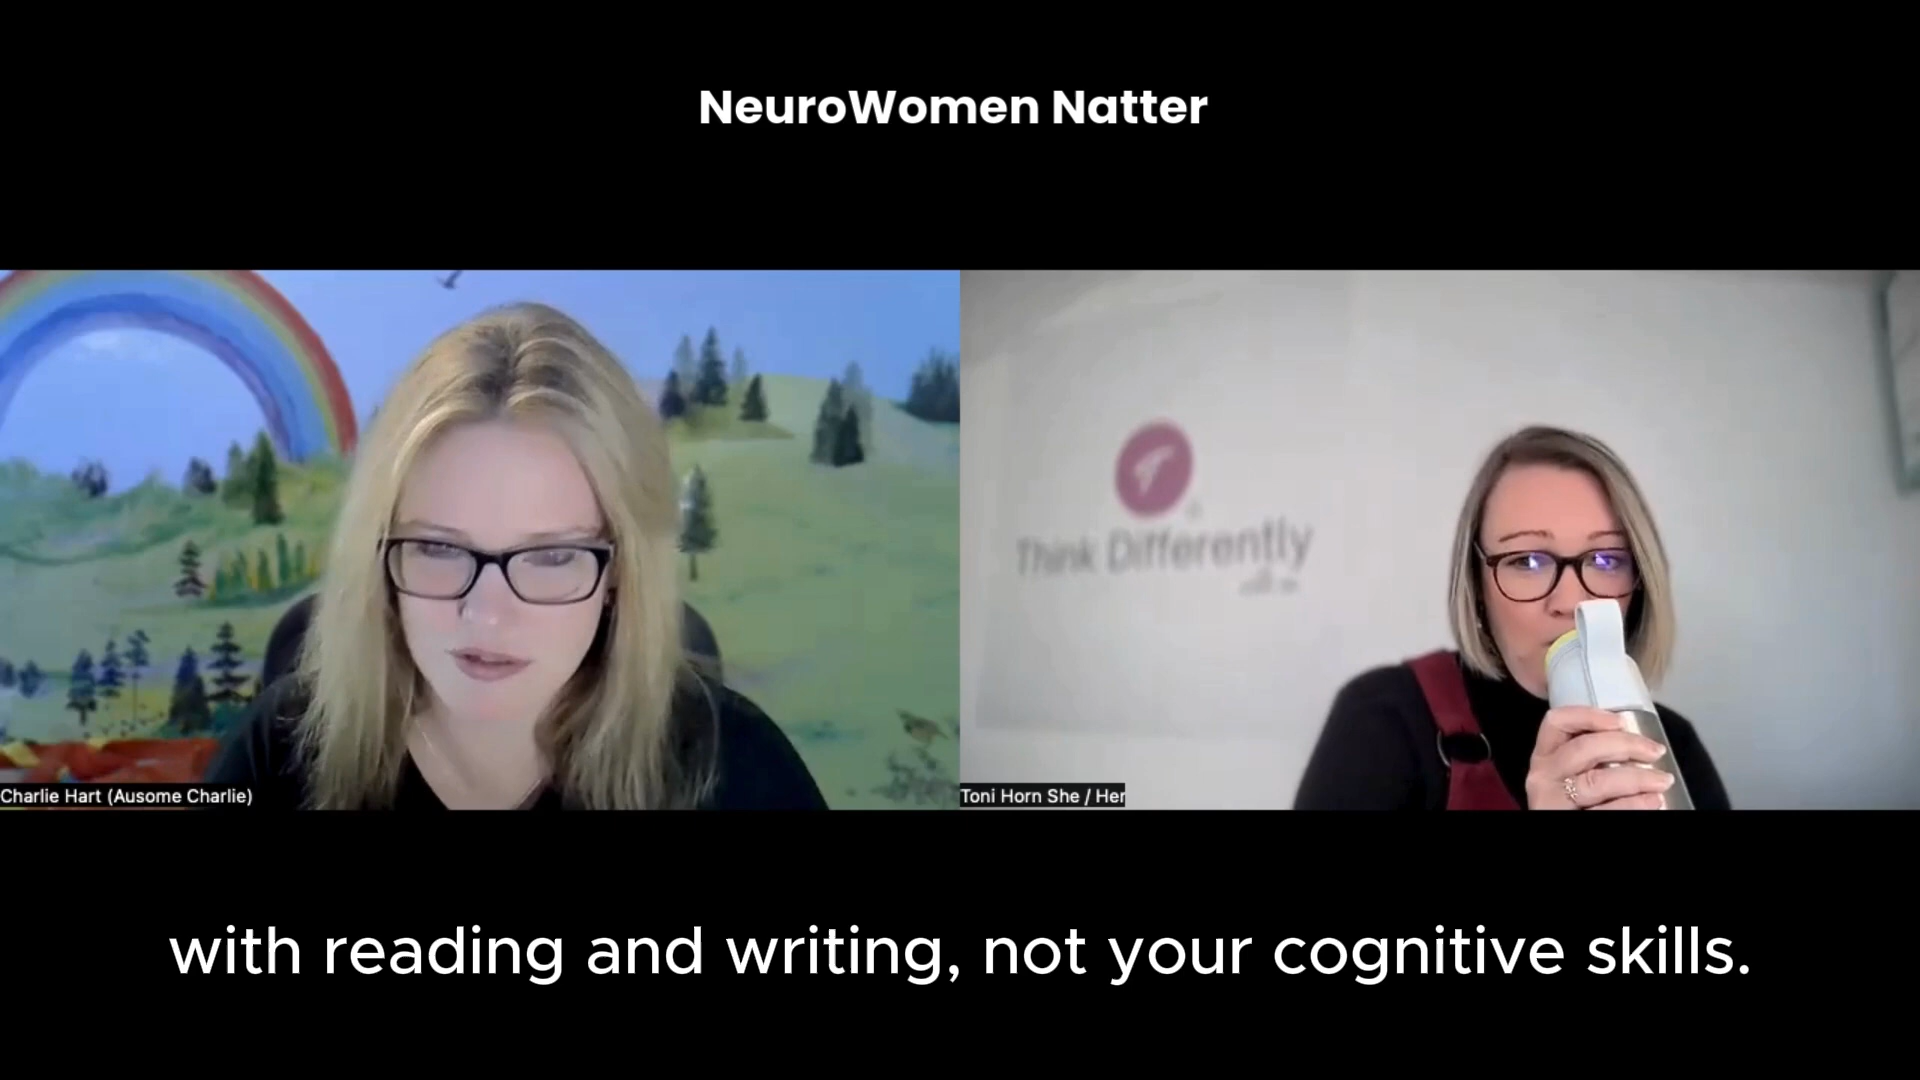 NeuroWomen Natter
Think Differently
Charlie Hart (Ausome Charlie)
Toni Horn She / Her
with reading and writing, not your cognitive skills.